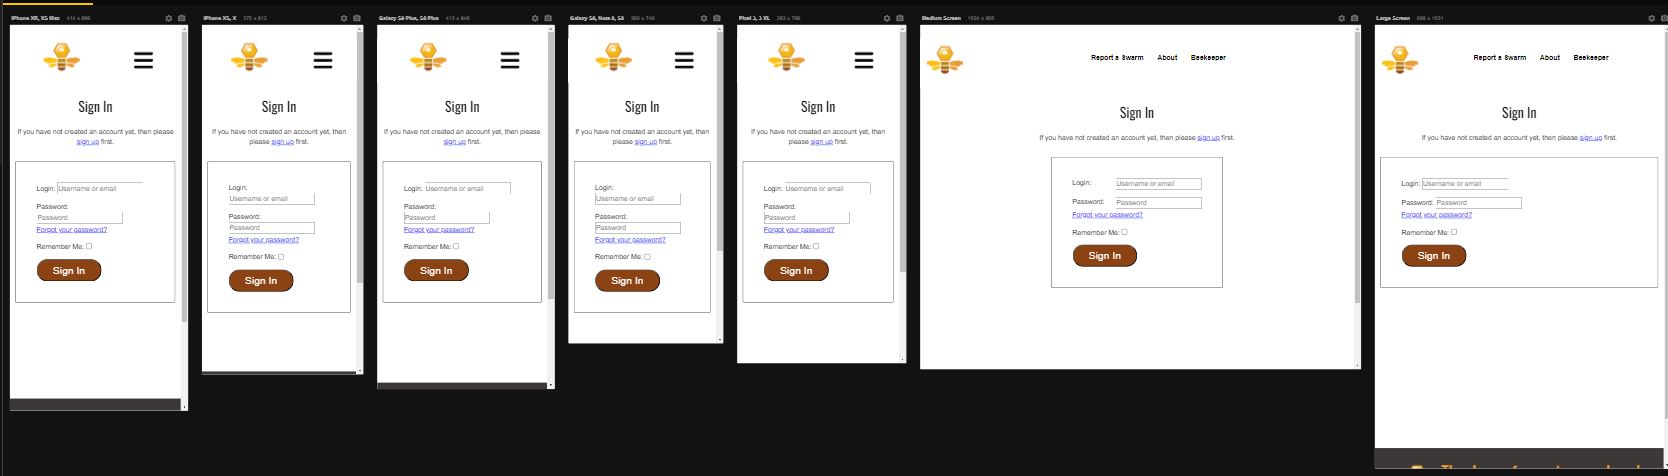 iPhone XR, XS Max 414 x 896
Sign In
If you have not created an account yet, then please
sign up first.
Login: Username or email
Password:
Password
Forgot your password?
Remember Me:
Sign In
iPhone XS, X 375 x 812
Sign In
If you have not created an account yet, then
please sign up first.
Login:
Username or email
Password:
Password
Forgot your password?
Remember Me:
Sign In
Galaxy S9 Plus, S8 Plus 412 x 846
Sign In
If you have not created an account yet, then please
sign up first.
Login: Username or email
Password:
Password
Forgot your password?
Remember Me:
Sign In
Galaxy S9, Note 8, S8 360 x 740
Sign In
If you have not created an account yet, then
please sign up first.
Login:
Username or email
Password:
Password
Forgot your password?
Remember Me:
Sign In
Pixel 3, 3 XL 393 x 786
Sign In
If you have not created an account yet, then
please sign up first.
Login: Username or email
Password:
Password
Forgot your password?
Remember Me:
Sign In
Medium Screen 1024 x 800
Report a Swarm About Beekeeper
Sign In
If you have not created an account yet, then please sign up first.
Login: Username or email
Password: Password
Forgot your password?
Remember Me:
Sign In
Large Screen
Report a Swarm About Beekeeper
Sign In
If you have not created an account yet, then please sign up first.
Login: Username or email
Password: Password
Forgot your password?
Remember Me:
Sign In